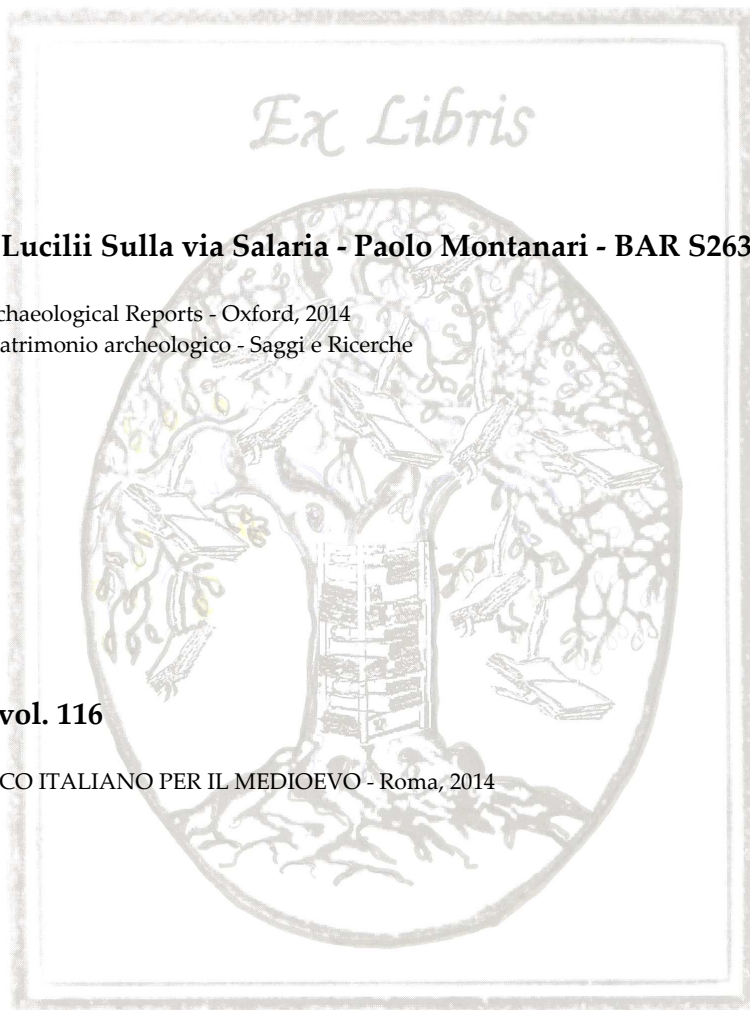 Ex Libris
Lucilii Sulla via Salaria - Paolo Montanari - BAR S263
chaeological Reports - Oxford, 2014
atrimonio archeologico - Saggi e Ricerche
vol. 116
CO ITALIANO PER IL MEDIOEVO - Roma, 2014